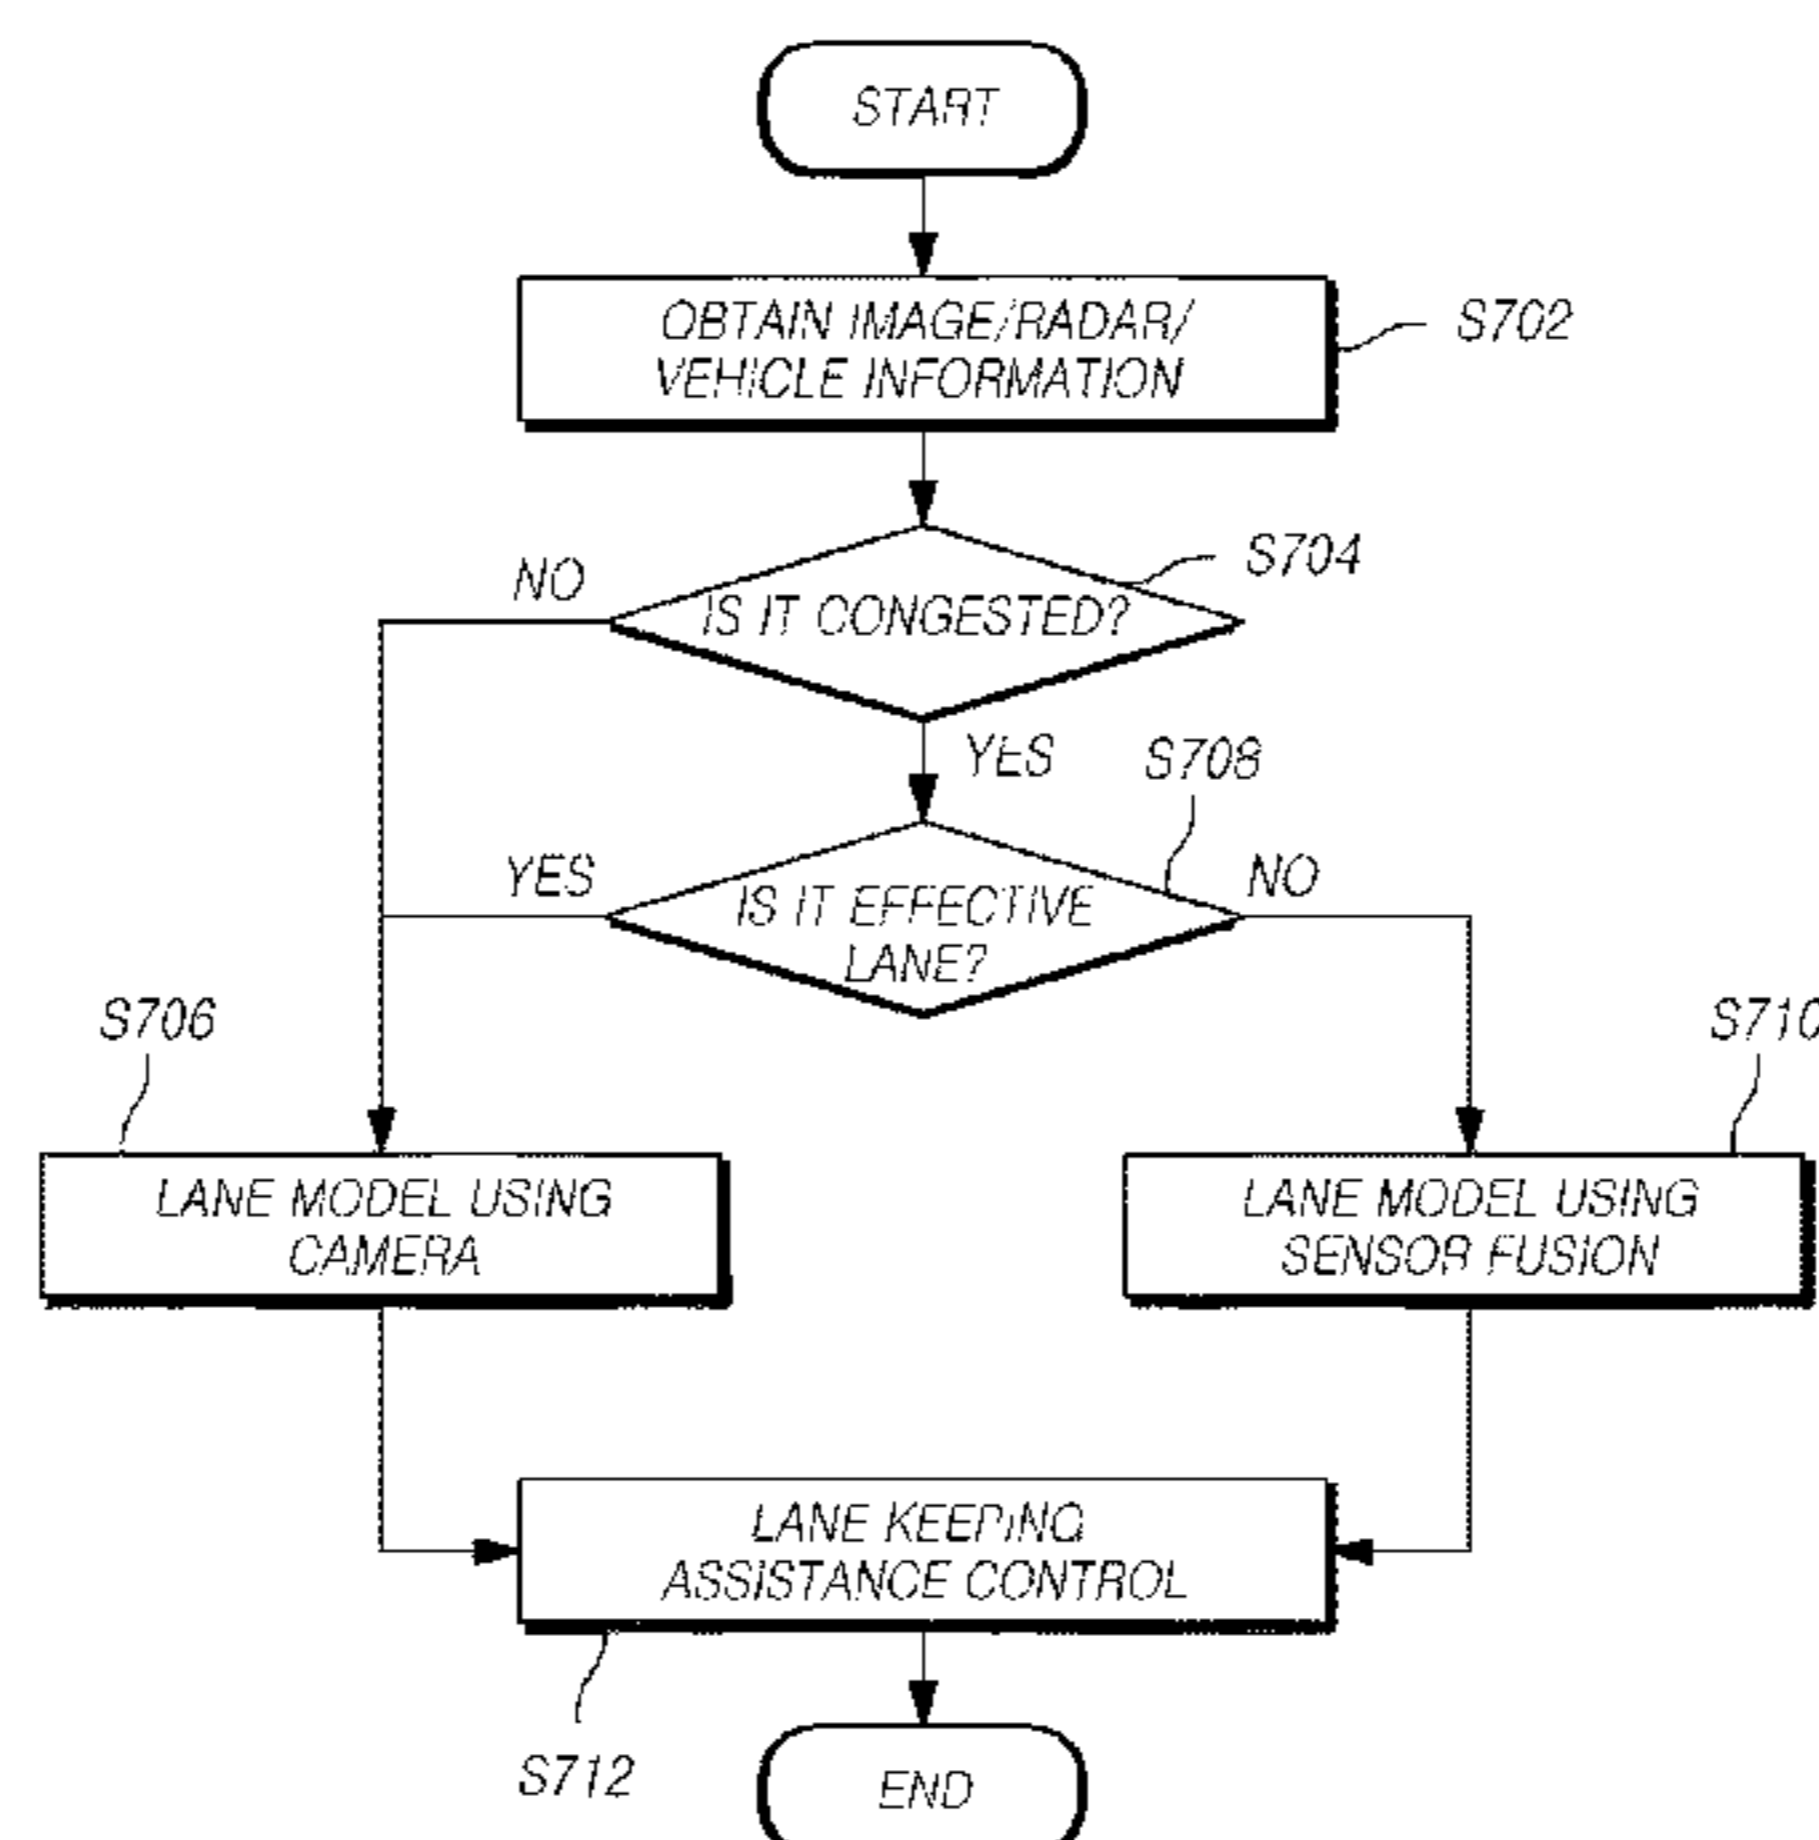 START
OBTAIN IMAGE/RADAR/
VEHICLE INFORMATION
S702
S704
NO
IS IT CONGESTED?
YES
S708
YES
IS IT EFFECTIVE
LANE?
NO
S706
S710
LANE MODEL USING
CAMERA
LANE MODEL USING
SENSOR FUSION
LANE KEEPING
ASSISTANCE CONTROL
S712
END